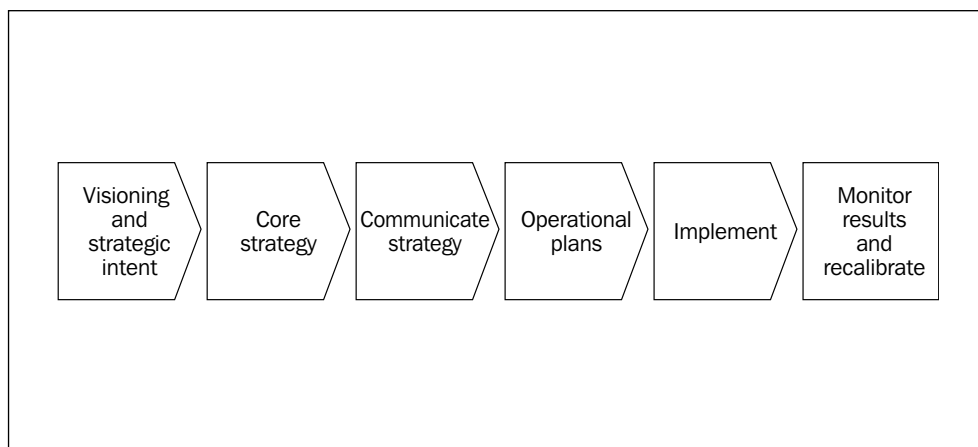 Visioning
and
strategic
intent
Core
strategy
Communicate
strategy
Operational
plans
Implement
Monitor
results
and
recalibrate